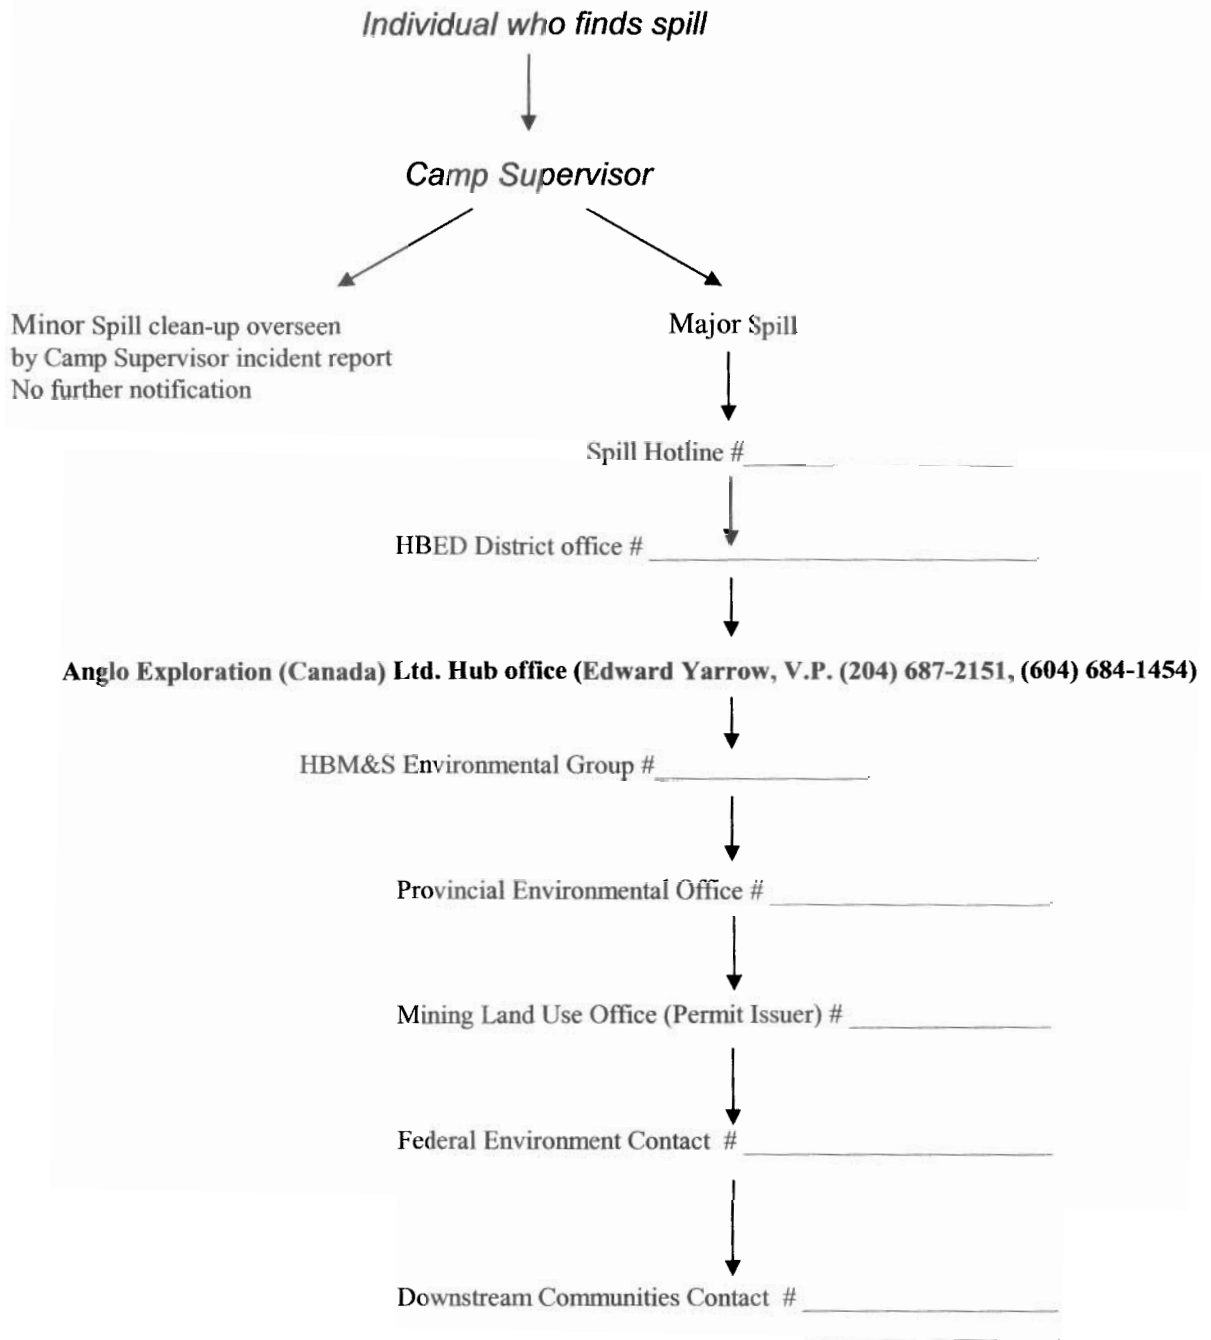 Individual who finds spill
Camp Supervisor
Minor Spill clean-up overseen
by Camp Supervisor incident report
No further notification
Major Spill
Spill Hotline #
HBED District office #
Anglo Exploration (Canada) Ltd. Hub office (Edward Yarrow, V.P. (204) 687-2151, (604) 684-1454)
HBM&S Environmental Group #
Provincial Environmental Office #
Mining Land Use Office (Permit Issuer) #
Federal Environment Contact #
Downstream Communities Contact #